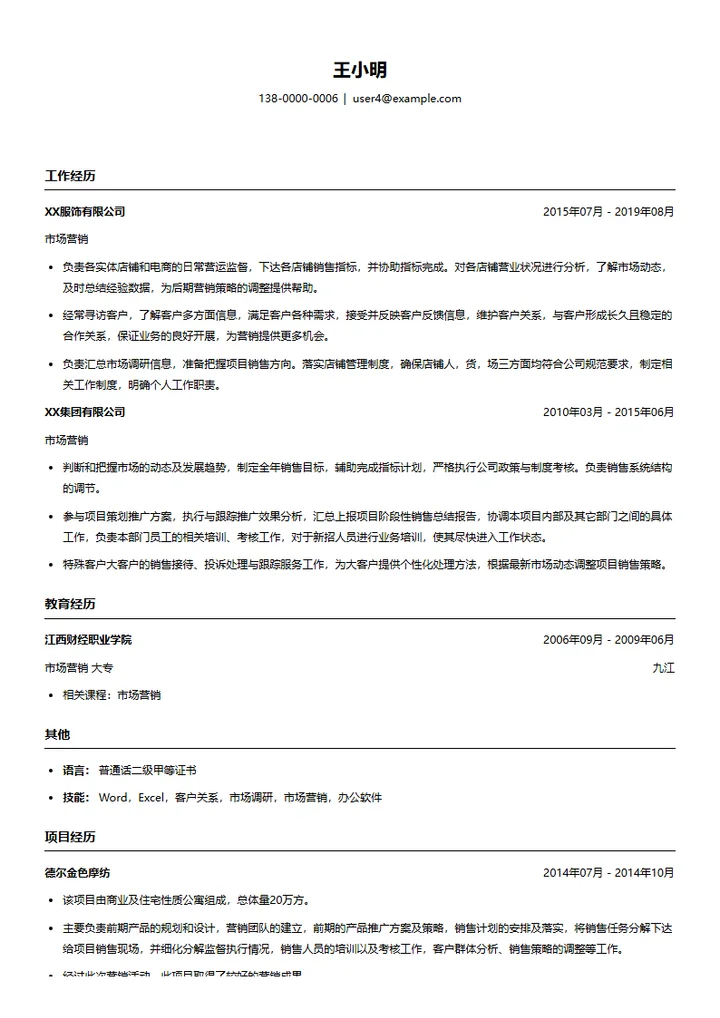 王小明
138-0000-0006 | user4@example.com
工作经历
XX服饰有限公司 2015年07月 - 2019年08月
市场营销
• 负责各实体店铺和电商的日常营运监督，下达各店铺销售指标，并协助指标完成。对各店铺营业状况进行分析，了解市场动态，
及时总结经验数据，为后期营销策略的调整提供帮助。
• 经常寻访客户，了解客户多方面信息，满足客户各种需求，接受并反映客户反馈信息，维护客户关系，与客户形成长久且稳定的
合作关系，保证业务的良好开展，为营销提供更多机会。
• 负责汇总市场调研信息，准备把握项目销售方向。落实店铺管理制度，确保店铺人，货，场三方面均符合公司规范要求，制定相
关工作制度，明确个人工作职责。
XX集团有限公司 2010年03月 - 2015年06月
市场营销
• 判断和把握市场的动态及发展趋势，制定全年销售目标，辅助完成指标计划，严格执行公司政策与制度考核。负责销售系统结构
的调节。
• 参与项目策划推广方案，执行与跟踪推广效果分析，汇总上报项目阶段性销售总结报告，协调本项目内部及其它部门之间的具体
工作，负责本部门员工的相关培训、考核工作，对于新招人员进行业务培训，使其尽快进入工作状态。
• 特殊客户大客户的销售接待、投诉处理与跟踪服务工作，为大客户提供个性化处理方法，根据最新市场动态调整项目销售策略。
教育经历
江西财经职业学院 2006年09月 - 2009年06月
市场营销 大专 九江
• 相关课程：市场营销
其他
• 语言： 普通话二级甲等证书
• 技能： Word，Excel，客户关系，市场调研，市场营销，办公软件
项目经历
德尔金色摩纺 2014年07月 - 2014年10月
• 该项目由商业及住宅性质公寓组成，总体量20万方。
• 主要负责前期产品的规划和设计，营销团队的建立，前期的产品推广方案及策略，销售计划的安排及落实，将销售任务分解下达
给项目销售现场，并细化分解监督执行情况，销售人员的培训以及考核工作，客户群体分析、销售策略的调整等工作。
• 经过此次营销活动，此项目取得了较好的营销成果